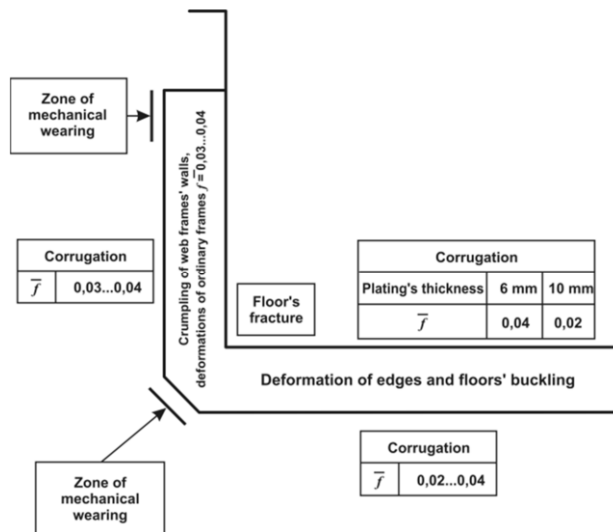 Zone of
mechanical
wearing
Crumpling of web frames' walls,
deformations of ordinary frames f̅ = 0,03...0,04
Corrugation
f̅ 0,03...0,04
Floor's
fracture
Corrugation
Plating's thickness 6 mm 10 mm
f̅ 0,04 0,02
Deformation of edges and floors' buckling
Corrugation
f̅ 0,02...0,04
Zone of
mechanical
wearing